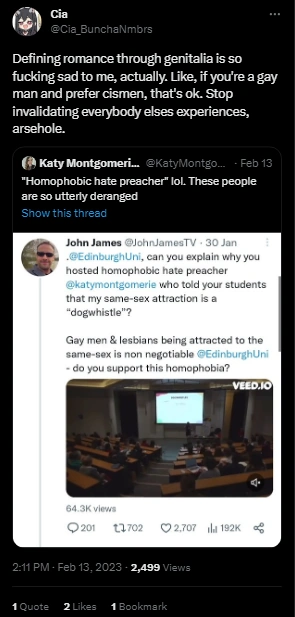 Cia
@Cia_BunchaNmbrs
Defining romance through genitalia is so
fucking sad to me, actually. Like, if you're a gay
man and prefer cismen, that's ok. Stop
invalidating everybody elses experiences,
arsehole.
Katy Montgomeri... @KatyMontgo... · Feb 13
"Homophobic hate preacher" lol. These people
are so utterly deranged
Show this thread
John James @JohnJamesTV · 30 Jan
.@EdinburghUni, can you explain why you
hosted homophobic hate preacher
@katymontgomerie who told your students
that my same-sex attraction is a
"dogwhistle"?
Gay men & lesbians being attracted to the
same-sex is non negotiable @EdinburghUni
- do you support this homophobia?
VEED.IO
64.3K views
201 702 2,707 192K
2:11 PM · Feb 13, 2023 · 2,499 Views
1 Quote 2 Likes 1 Bookmark